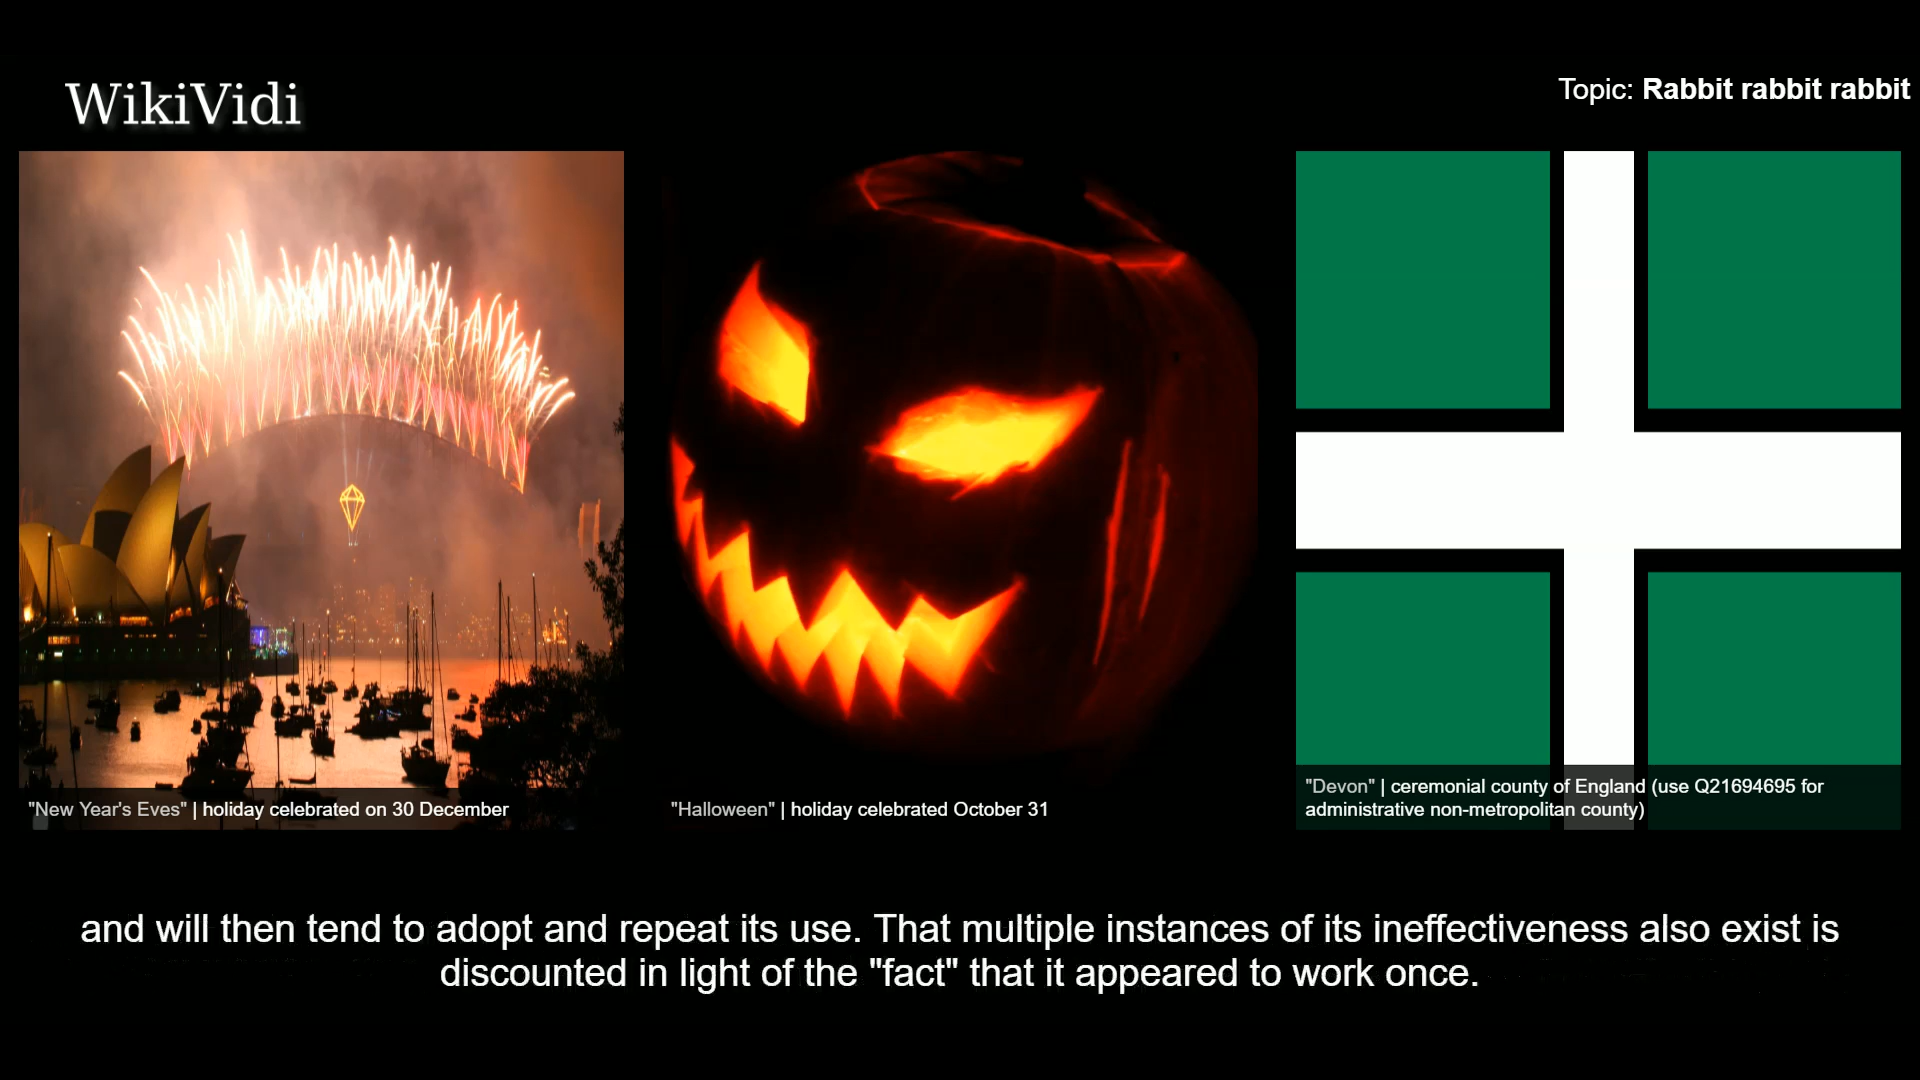 WikiVidi
Topic: Rabbit rabbit rabbit
"New Year's Eves" | holiday celebrated on 30 December
"Halloween" | holiday celebrated October 31
"Devon" | ceremonial county of England (use Q21694695 for
administrative non-metropolitan county)
and will then tend to adopt and repeat its use. That multiple instances of its ineffectiveness also exist is
discounted in light of the "fact" that it appeared to work once.